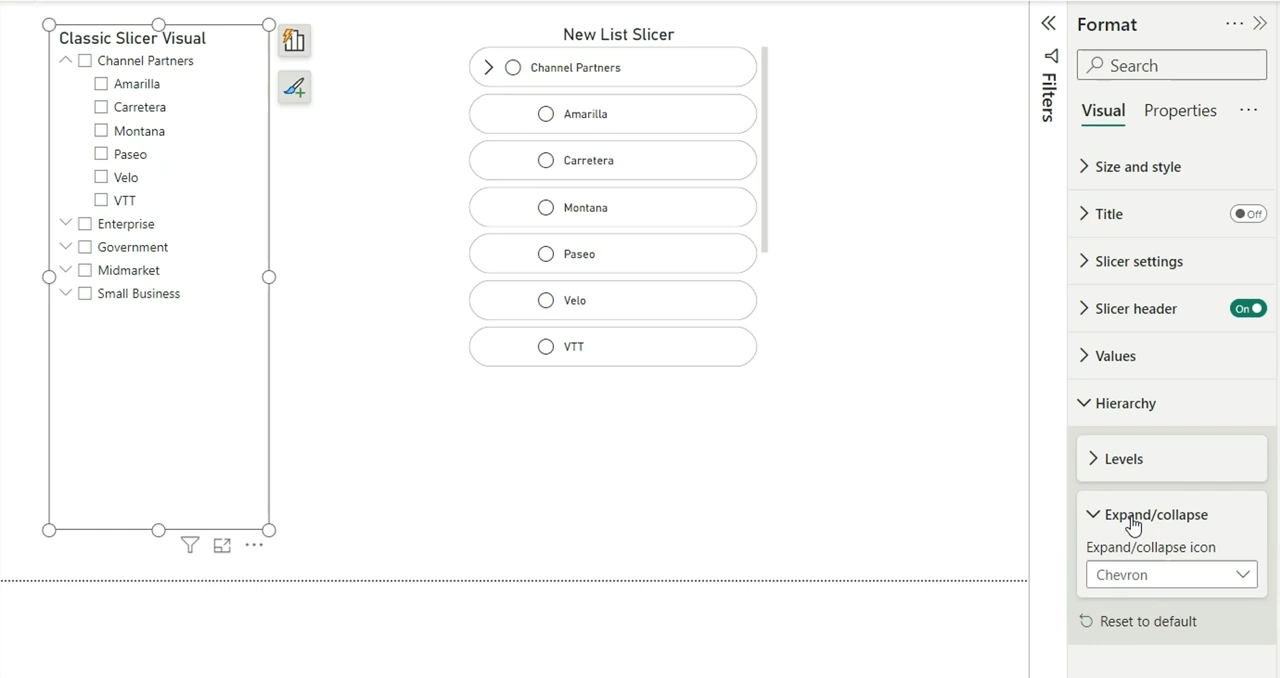 Classic Slicer Visual
Channel Partners
Amarilla
Carretera
Montana
Paseo
Velo
VTT
Enterprise
Government
Midmarket
Small Business
New List Slicer
Channel Partners
Amarilla
Carretera
Montana
Paseo
Velo
VTT
Filters
Format
Search
Visual Properties
Size and style
Title Off
Slicer settings
Slicer header On
Values
Hierarchy
Levels
Expand/collapse
Expand/collapse icon
Chevron
Reset to default